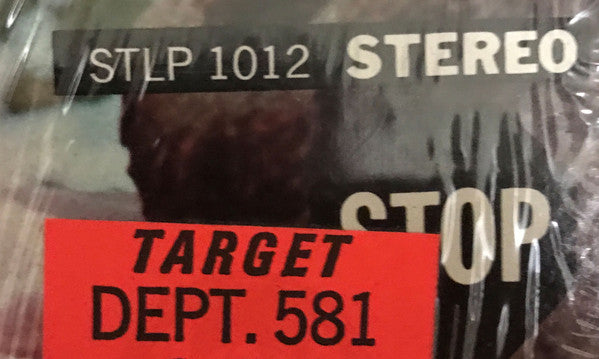 STLP 1012 STEREO
STOP
TARGET
DEPT. 581